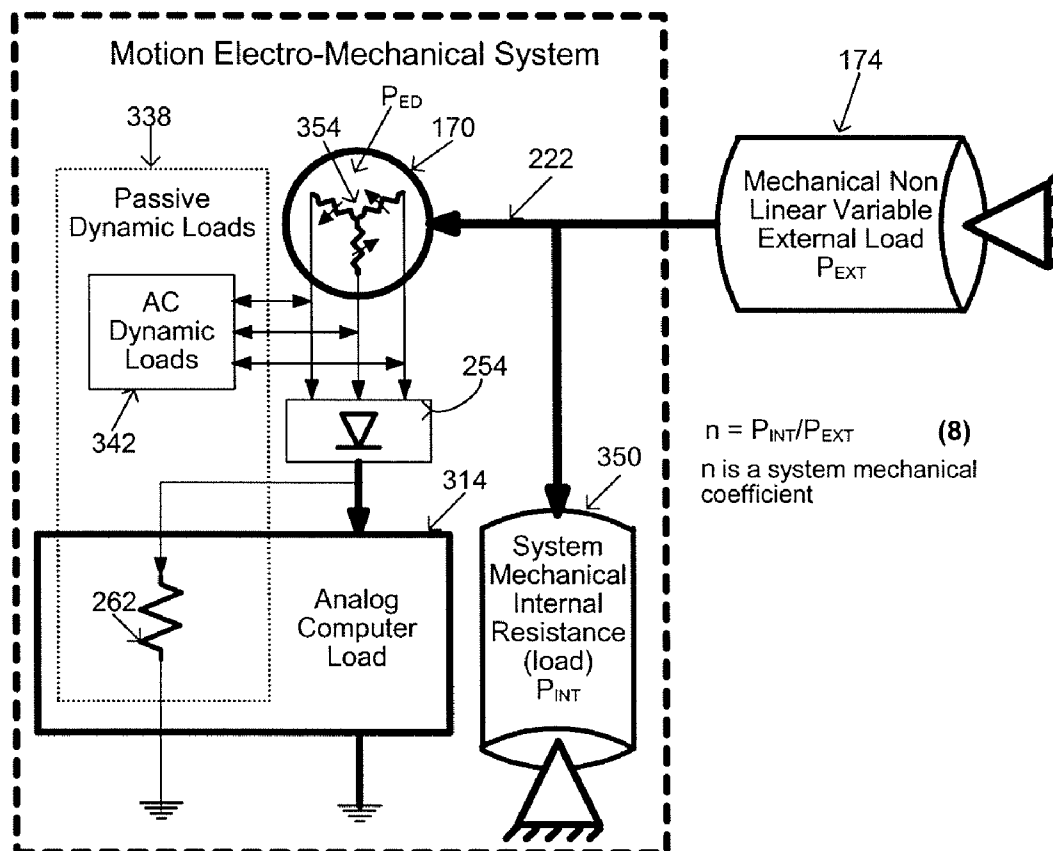 Motion Electro-Mechanical System
174
P_ED
338
354
170
222
Passive
Dynamic Loads
Mechanical Non
Linear Variable
External Load
P_EXT
AC
Dynamic
Loads
254
342
n = P_INT/P_EXT (8)
n is a system mechanical
coefficient
350
314
System
Mechanical
Internal
Resistance
(load)
P_INT
262
Analog
Computer
Load